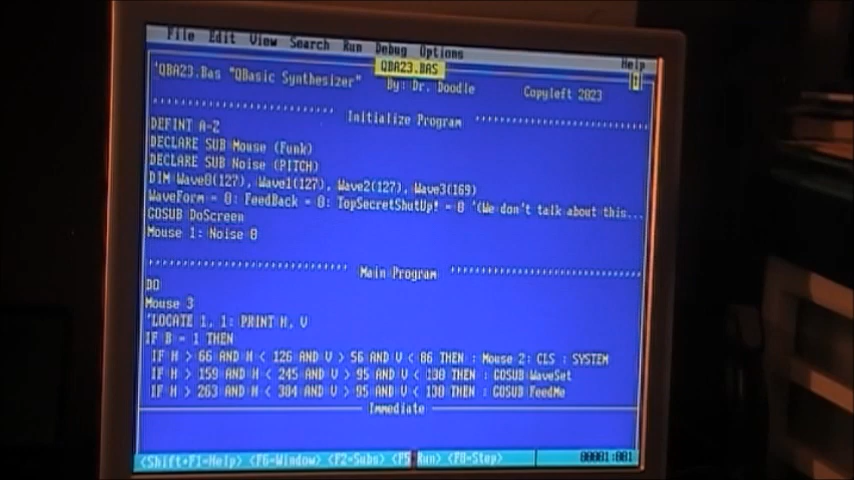 File Edit View Search Run Debug Options Help
QBA23.BAS
'QBA23.Bas "QBasic Synthesizer" By: Dr. Doodle Copyleft 2023
Initialize Program
DEFINT A-Z
DECLARE SUB Mouse (Funk)
DECLARE SUB Noise (PITCH)
DIM Wave0(127), Wave1(127), Wave2(127), Wave3(169)
WaveForm = 0: FeedBack = 0: TopSecretShutUp! = 0 '(We don't talk about this...
GOSUB DoScreen
Mouse 1: Noise 0
Main Program
DO
Mouse 3
'LOCATE 1, 1: PRINT H, V
IF B = 1 THEN
IF H > 66 AND H < 126 AND V > 56 AND V < 86 THEN : Mouse 2: CLS : SYSTEM
IF H > 159 AND H < 245 AND V > 95 AND V < 130 THEN : GOSUB WaveSet
IF H > 263 AND H < 304 AND V > 95 AND V < 130 THEN : GOSUB FeedMe
Immediate
<Shift+F1=Help> <F6=Window> <F2=Subs> <F5=Run> <F8=Step> 00001:001